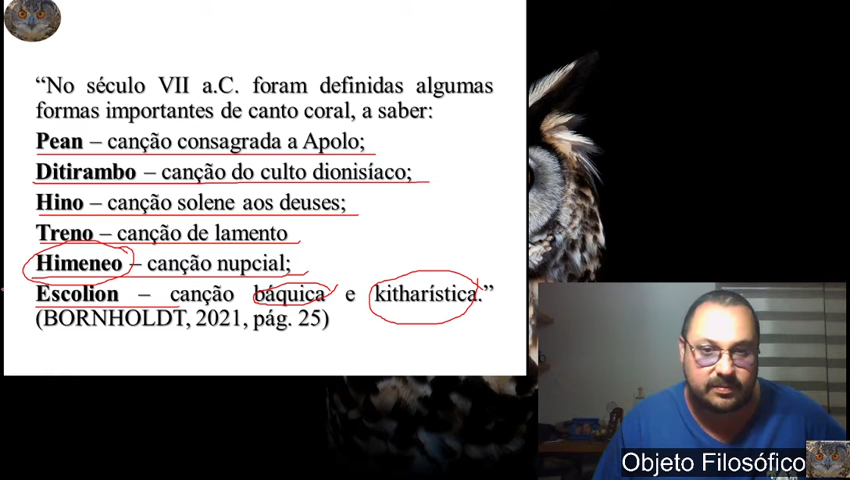 “No século VII a.C. foram definidas algumas
formas importantes de canto coral, a saber:
Pean – canção consagrada a Apolo;
Ditirambo – canção do culto dionisíaco;
Hino – canção solene aos deuses;
Treno – canção de lamento
Himeneo – canção nupcial;
Escolion – canção báquica e kitharística.”
(BORNHOLDT, 2021, pág. 25)
Objeto Filosófico